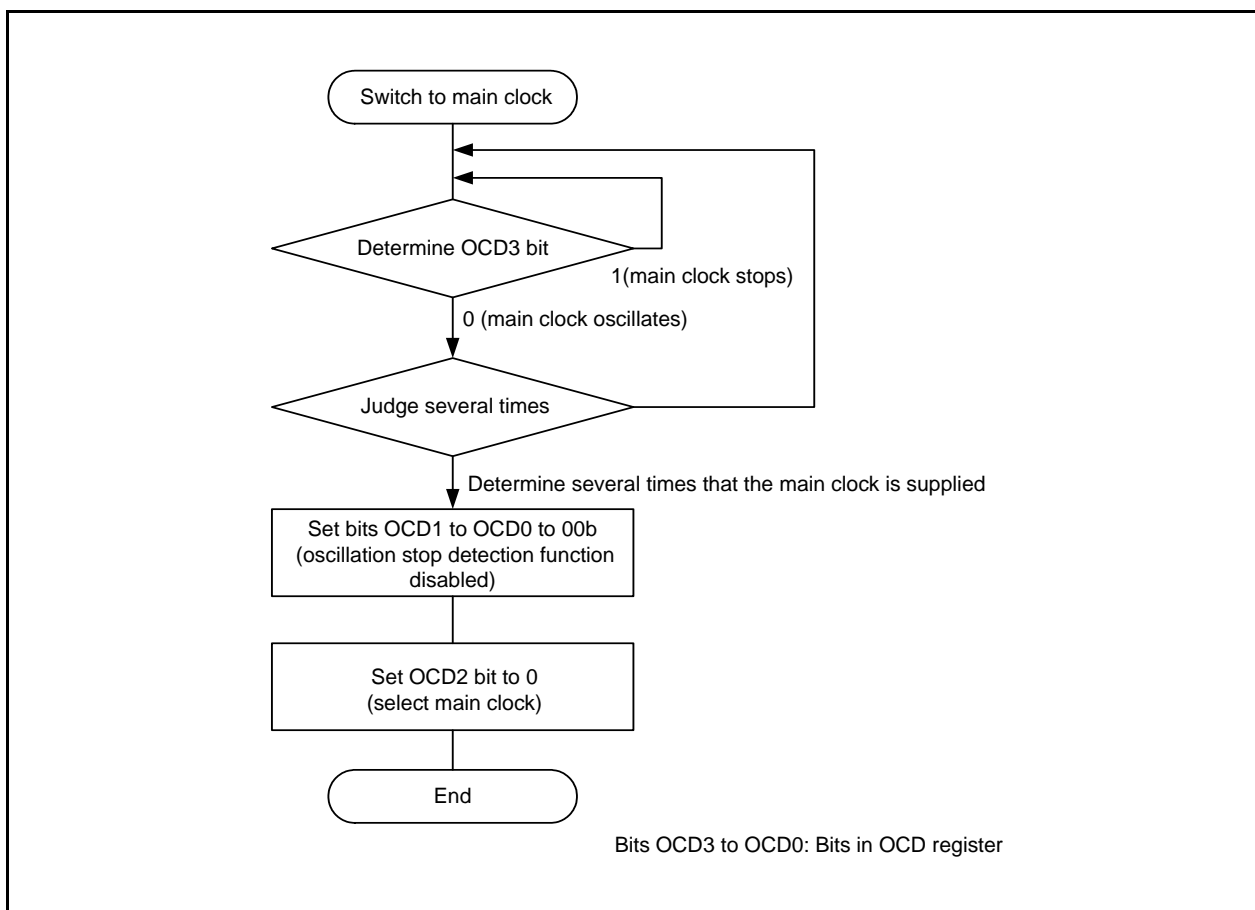 Switch to main clock
Determine OCD3 bit
1(main clock stops)
0 (main clock oscillates)
Judge several times
Determine several times that the main clock is supplied
Set bits OCD1 to OCD0 to 00b
(oscillation stop detection function
disabled)
Set OCD2 bit to 0
(select main clock)
End
Bits OCD3 to OCD0: Bits in OCD register